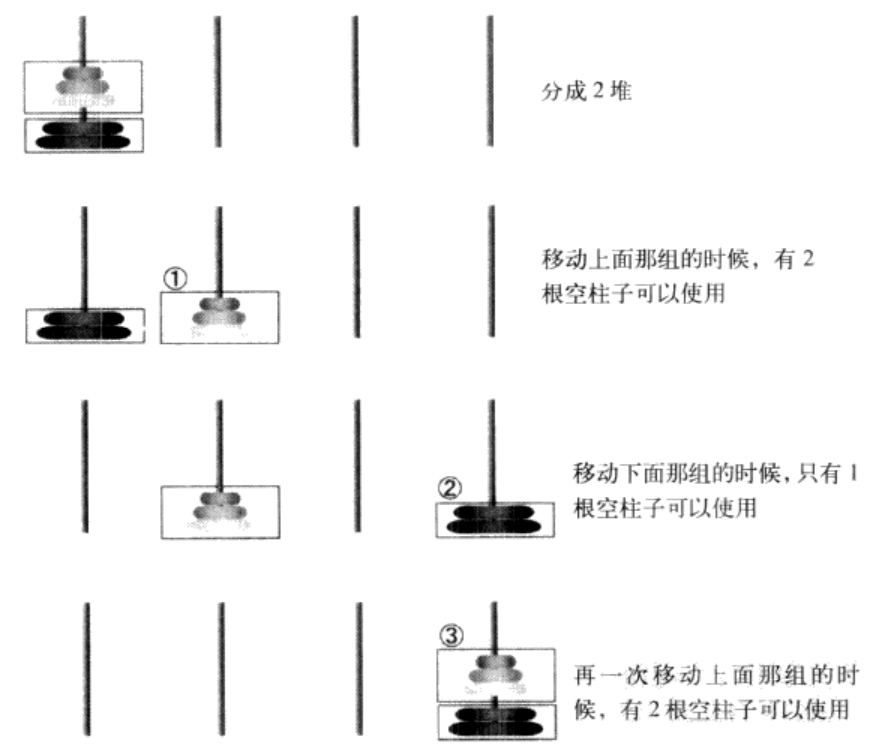 分成 2 堆
移动上面那组的时候，有 2
根空柱子可以使用
①
移动下面那组的时候，只有 1
根空柱子可以使用
②
③
再一次移动上面那组的时
候，有 2 根空柱子可以使用